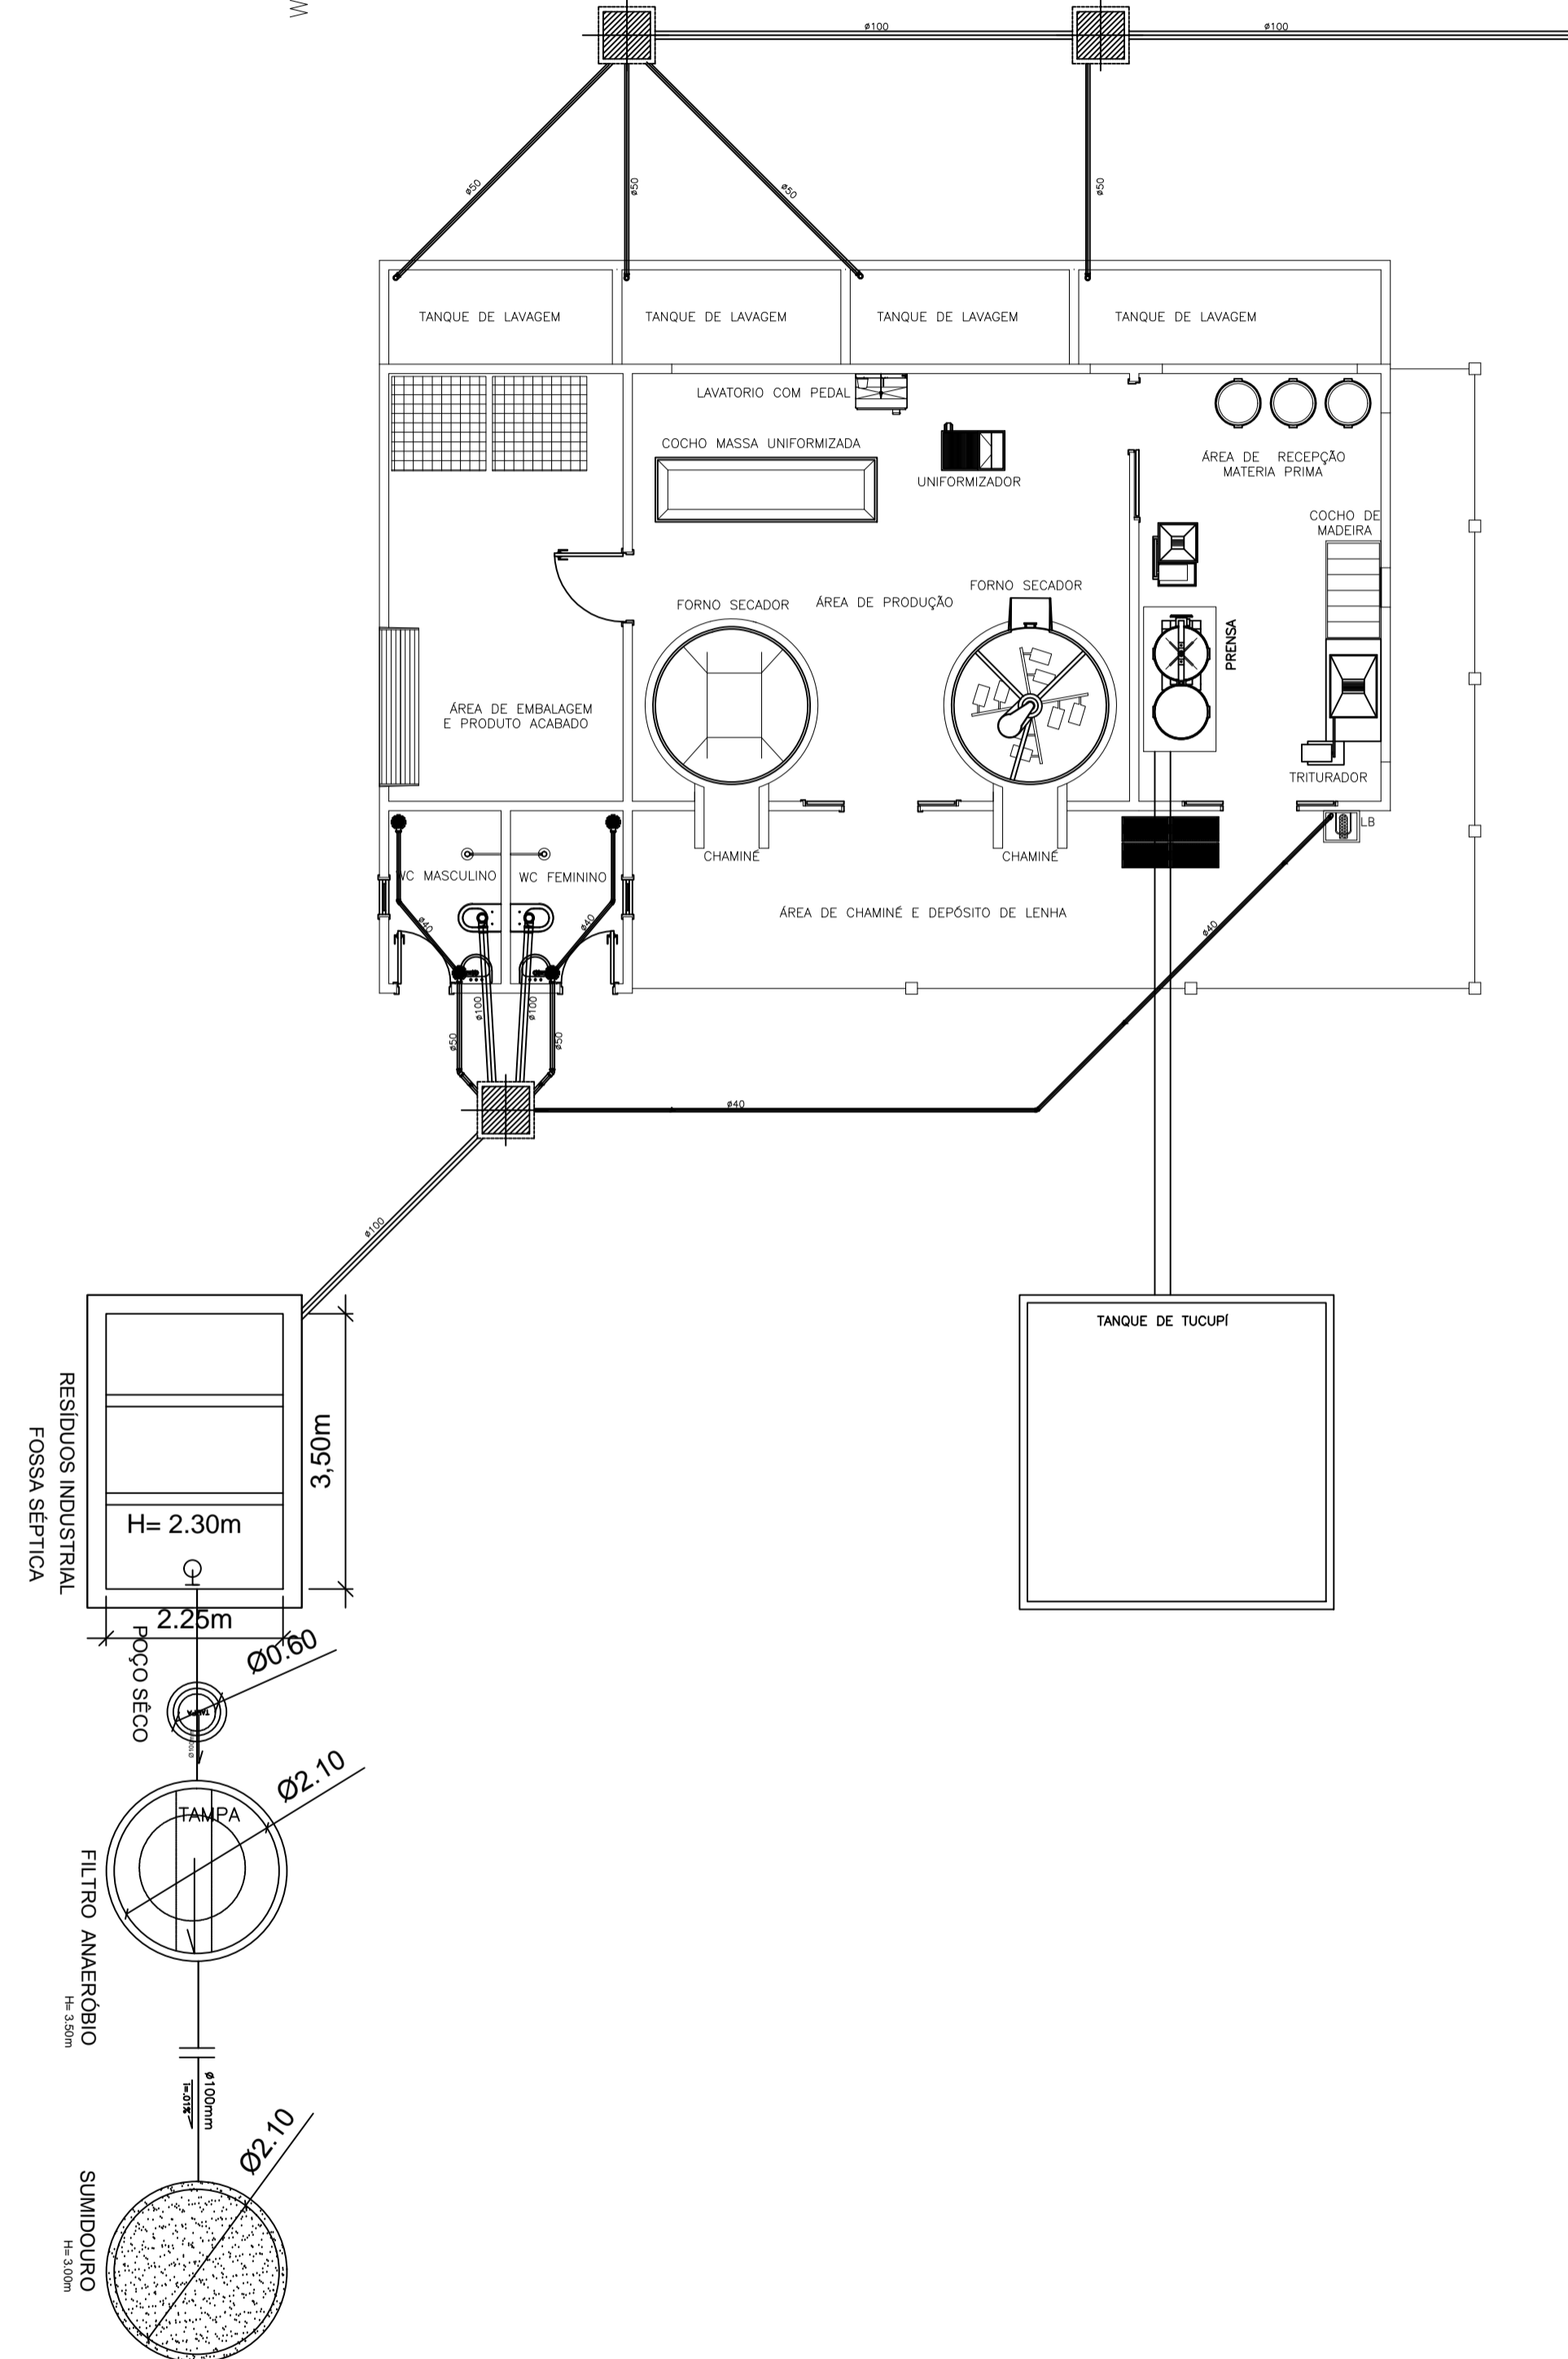 W
ø100
ø100
ø50
ø50
ø50
ø50
TANQUE DE LAVAGEM
TANQUE DE LAVAGEM
TANQUE DE LAVAGEM
TANQUE DE LAVAGEM
LAVATORIO COM PEDAL
COCHO MASSA UNIFORMIZADA
UNIFORMIZADOR
ÁREA DE RECEPÇÃO
MATERIA PRIMA
COCHO DE
MADEIRA
FORNO SECADOR
ÁREA DE PRODUÇÃO
FORNO SECADOR
PRENSA
ÁREA DE EMBALAGEM
E PRODUTO ACABADO
TRITURADOR
LB
CHAMINÉ
CHAMINÉ
WC MASCULINO
WC FEMININO
ÁREA DE CHAMINÉ E DEPÓSITO DE LENHA
ø40
ø40
ø40
ø100
ø100
ø50
ø50
ø40
ø100
TANQUE DE TUCUPÍ
RESÍDUOS INDUSTRIAL
FOSSA SÉPTICA
3,50m
H= 2.30m
2.25m
POÇO SÊCO
Ø0.60
TAMPA
Ø2.10
TAMPA
FILTRO ANAERÓBIO
H= 3.50m
ø100mm
i=.01%
Ø2.10
SUMIDOURO
H= 3.00m